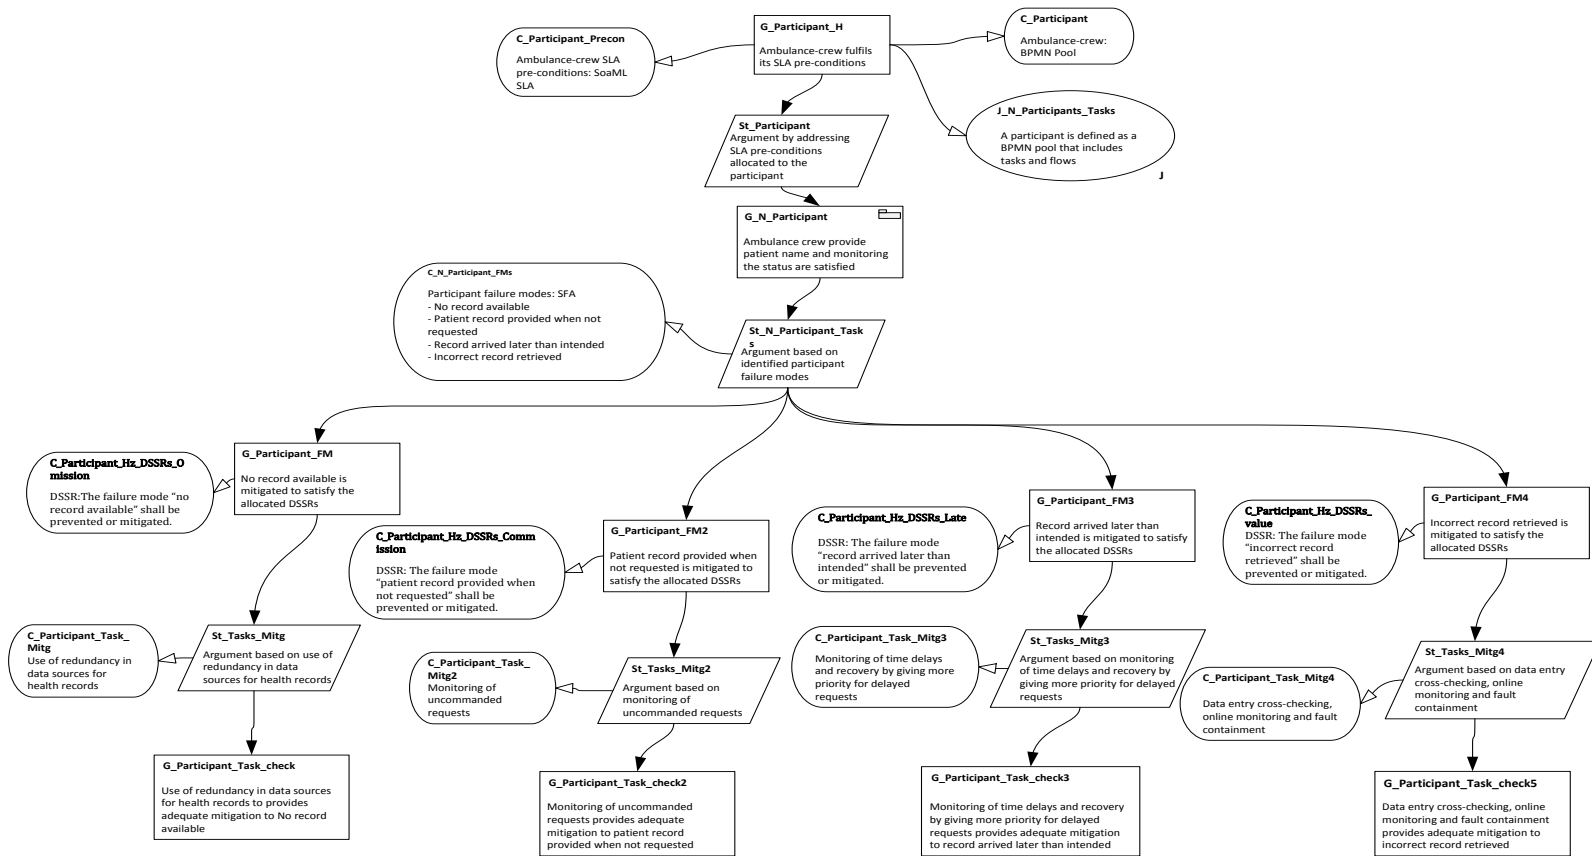 C_Participant_Precon
Ambulance-crew SLA
pre-conditions: SoaML
SLA
G_Participant_H
Ambulance-crew fulfils
its SLA pre-conditions
C_Participant
Ambulance-crew:
BPMN Pool
J_N_Participants_Tasks
A participant is defined as a
BPMN pool that includes
tasks and flows
J
St_Participant
Argument by addressing
SLA pre-conditions
allocated to the
participant
G_N_Participant
Ambulance crew provide
patient name and monitoring
the status are satisfied
C_N_Participant_FMs
Participant failure modes: SFA
- No record available
- Patient record provided when not
requested
- Record arrived later than intended
- Incorrect record retrieved
St_N_Participant_Task
s
Argument based on
identified participant
failure modes
C_Participant_Hz_DSSRs_O
mission
DSSR:The failure mode “no
record available” shall be
prevented or mitigated.
G_Participant_FM
No record available is
mitigated to satisfy the
allocated DSSRs
C_Participant_Hz_DSSRs_Comm
ission
DSSR: The failure mode
“patient record provided when
not requested” shall be
prevented or mitigated.
G_Participant_FM2
Patient record provided when
not requested is mitigated to
satisfy the allocated DSSRs
C_Participant_Hz_DSSRs_Late
DSSR: The failure mode
“record arrived later than
intended” shall be prevented
or mitigated.
G_Participant_FM3
Record arrived later than
intended is mitigated to satisfy
the allocated DSSRs
C_Participant_Hz_DSSRs_
value
DSSR: The failure mode
“incorrect record
retrieved” shall be
prevented or mitigated.
G_Participant_FM4
Incorrect record retrieved is
mitigated to satisfy the
allocated DSSRs
C_Participant_Task_
Mitg
Use of redundancy in
data sources for
health records
St_Tasks_Mitg
Argument based on use of
redundancy in data
sources for health records
C_Participant_Task_
Mitg2
Monitoring of
uncommanded
requests
St_Tasks_Mitg2
Argument based on
monitoring of
of uncommanded requests
C_Participant_Task_Mitg3
Monitoring of time delays
and recovery by giving more
priority for delayed
requests
St_Tasks_Mitg3
Argument based on monitoring
of time delays and recovery by
giving more priority for delayed
requests
C_Participant_Task_Mitg4
Data entry cross-checking,
online monitoring and fault
containment
St_Tasks_Mitg4
Argument based on data entry
cross-checking, online
monitoring and fault
containment
G_Participant_Task_check
Use of redundancy in data sources
for health records to provides
adequate mitigation to No record
available
G_Participant_Task_check2
Monitoring of uncommanded
requests provides adequate
mitigation to patient record
provided when not requested
G_Participant_Task_check3
Monitoring of time delays and recovery
by giving more priority for delayed
requests provides adequate mitigation
to record arrived later than intended
G_Participant_Task_check5
Data entry cross-checking, online
monitoring and fault containment
provides adequate mitigation to
incorrect record retrieved